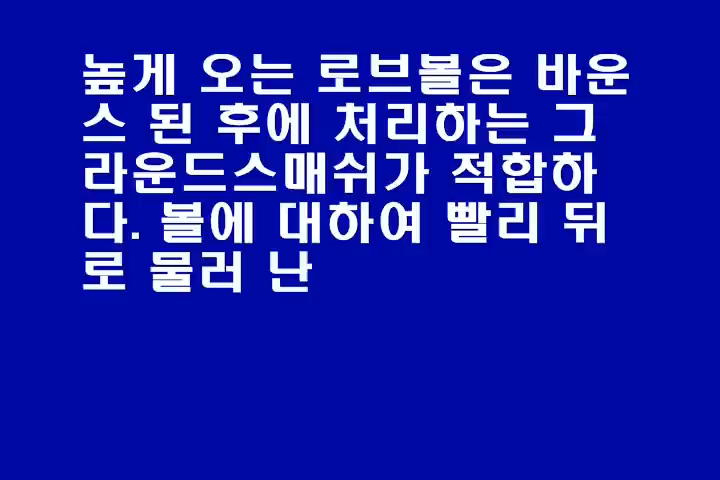 높게 오는 로브볼은 바운
스 된 후에 처리하는 그
라운드스매쉬가 적합하
다. 볼에 대하여 빨리 뒤
로 물러 난